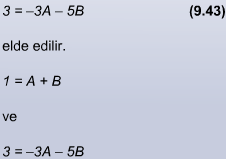 3 = –3A – 5B (9.43)
elde edilir.
1 = A + B
ve
3 = –3A – 5B